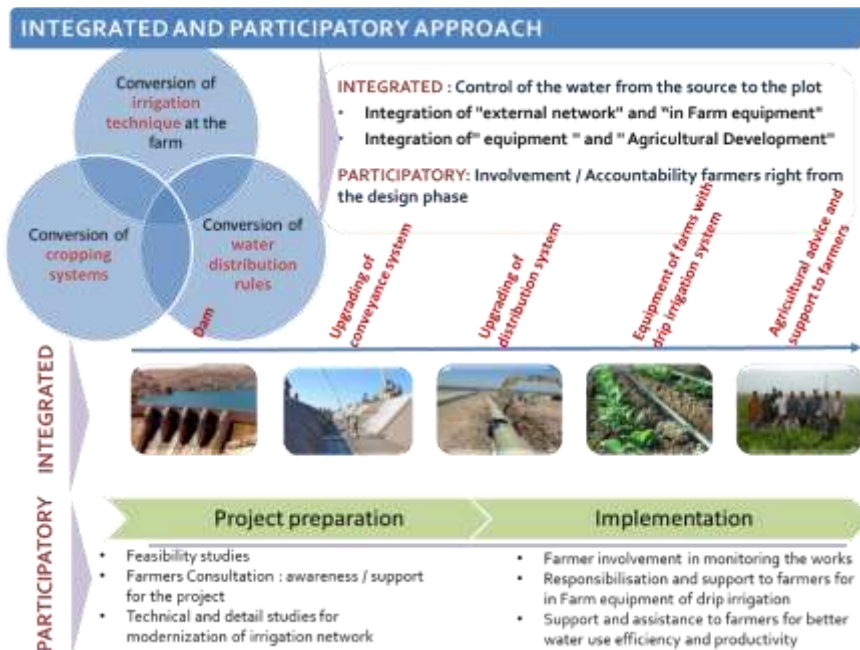 INTEGRATED AND PARTICIPATORY APPROACH
Conversion of
irrigation
technique at the
farm
Conversion of
cropping
systems
Conversion of
water
distribution
rules
INTEGRATED : Control of the water from the source to the plot
• Integration of "external network" and "in Farm equipment"
• Integration of" equipment " and " Agricultural Development"
PARTICIPATORY: Involvement / Accountability farmers right from
the design phase
INTEGRATED
Dam
Upgrading of
conveyance system
Upgrading of
distribution system
Equipment of farms with
drip irrigation system
Agricultural advice and
support to farmers
PARTICIPATORY
Project preparation
• Feasibility studies
• Farmers Consultation : awareness / support
for the project
• Technical and detail studies for
modernization of irrigation network
Implementation
• Farmer involvement in monitoring the works
• Responsibilisation and support to farmers for
in Farm equipment of drip irrigation
• Support and assistance to farmers for better
water use efficiency and productivity